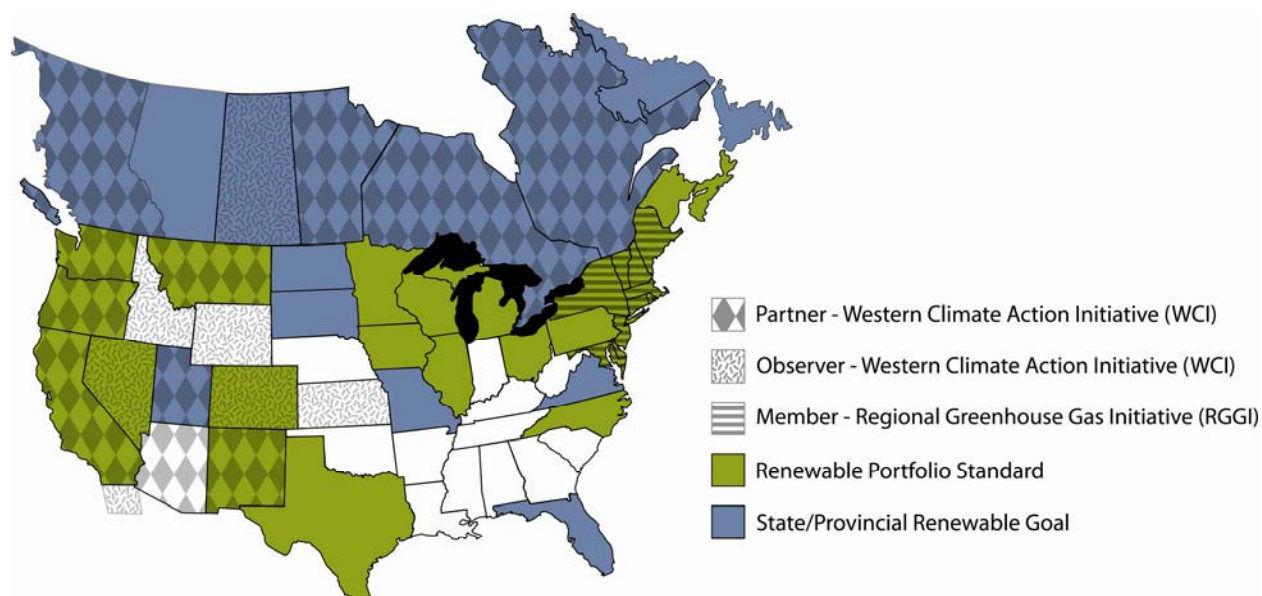 Partner - Western Climate Action Initiative (WCI)
Observer - Western Climate Action Initiative (WCI)
Member - Regional Greenhouse Gas Initiative (RGGI)
Renewable Portfolio Standard
State/Provincial Renewable Goal